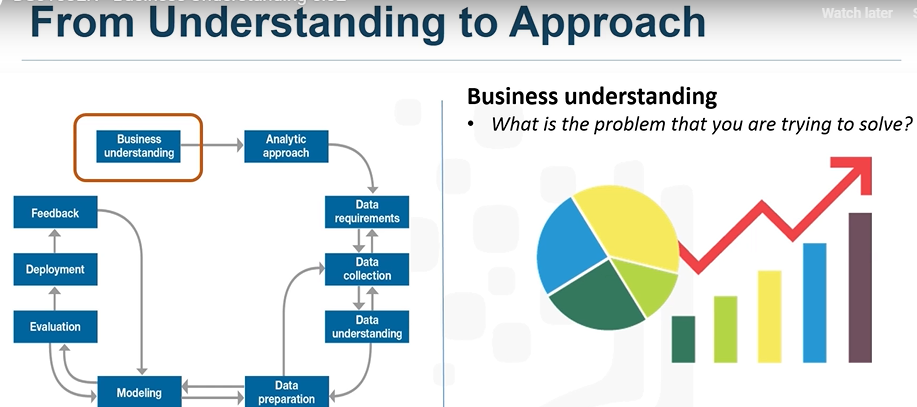 From Understanding to Approach
Watch later
Business understanding
• What is the problem that you are trying to solve?
Business
understanding
Analytic
approach
Feedback
Data
requirements
Deployment
Data
collection
Evaluation
Data
understanding
Modeling
Data
preparation